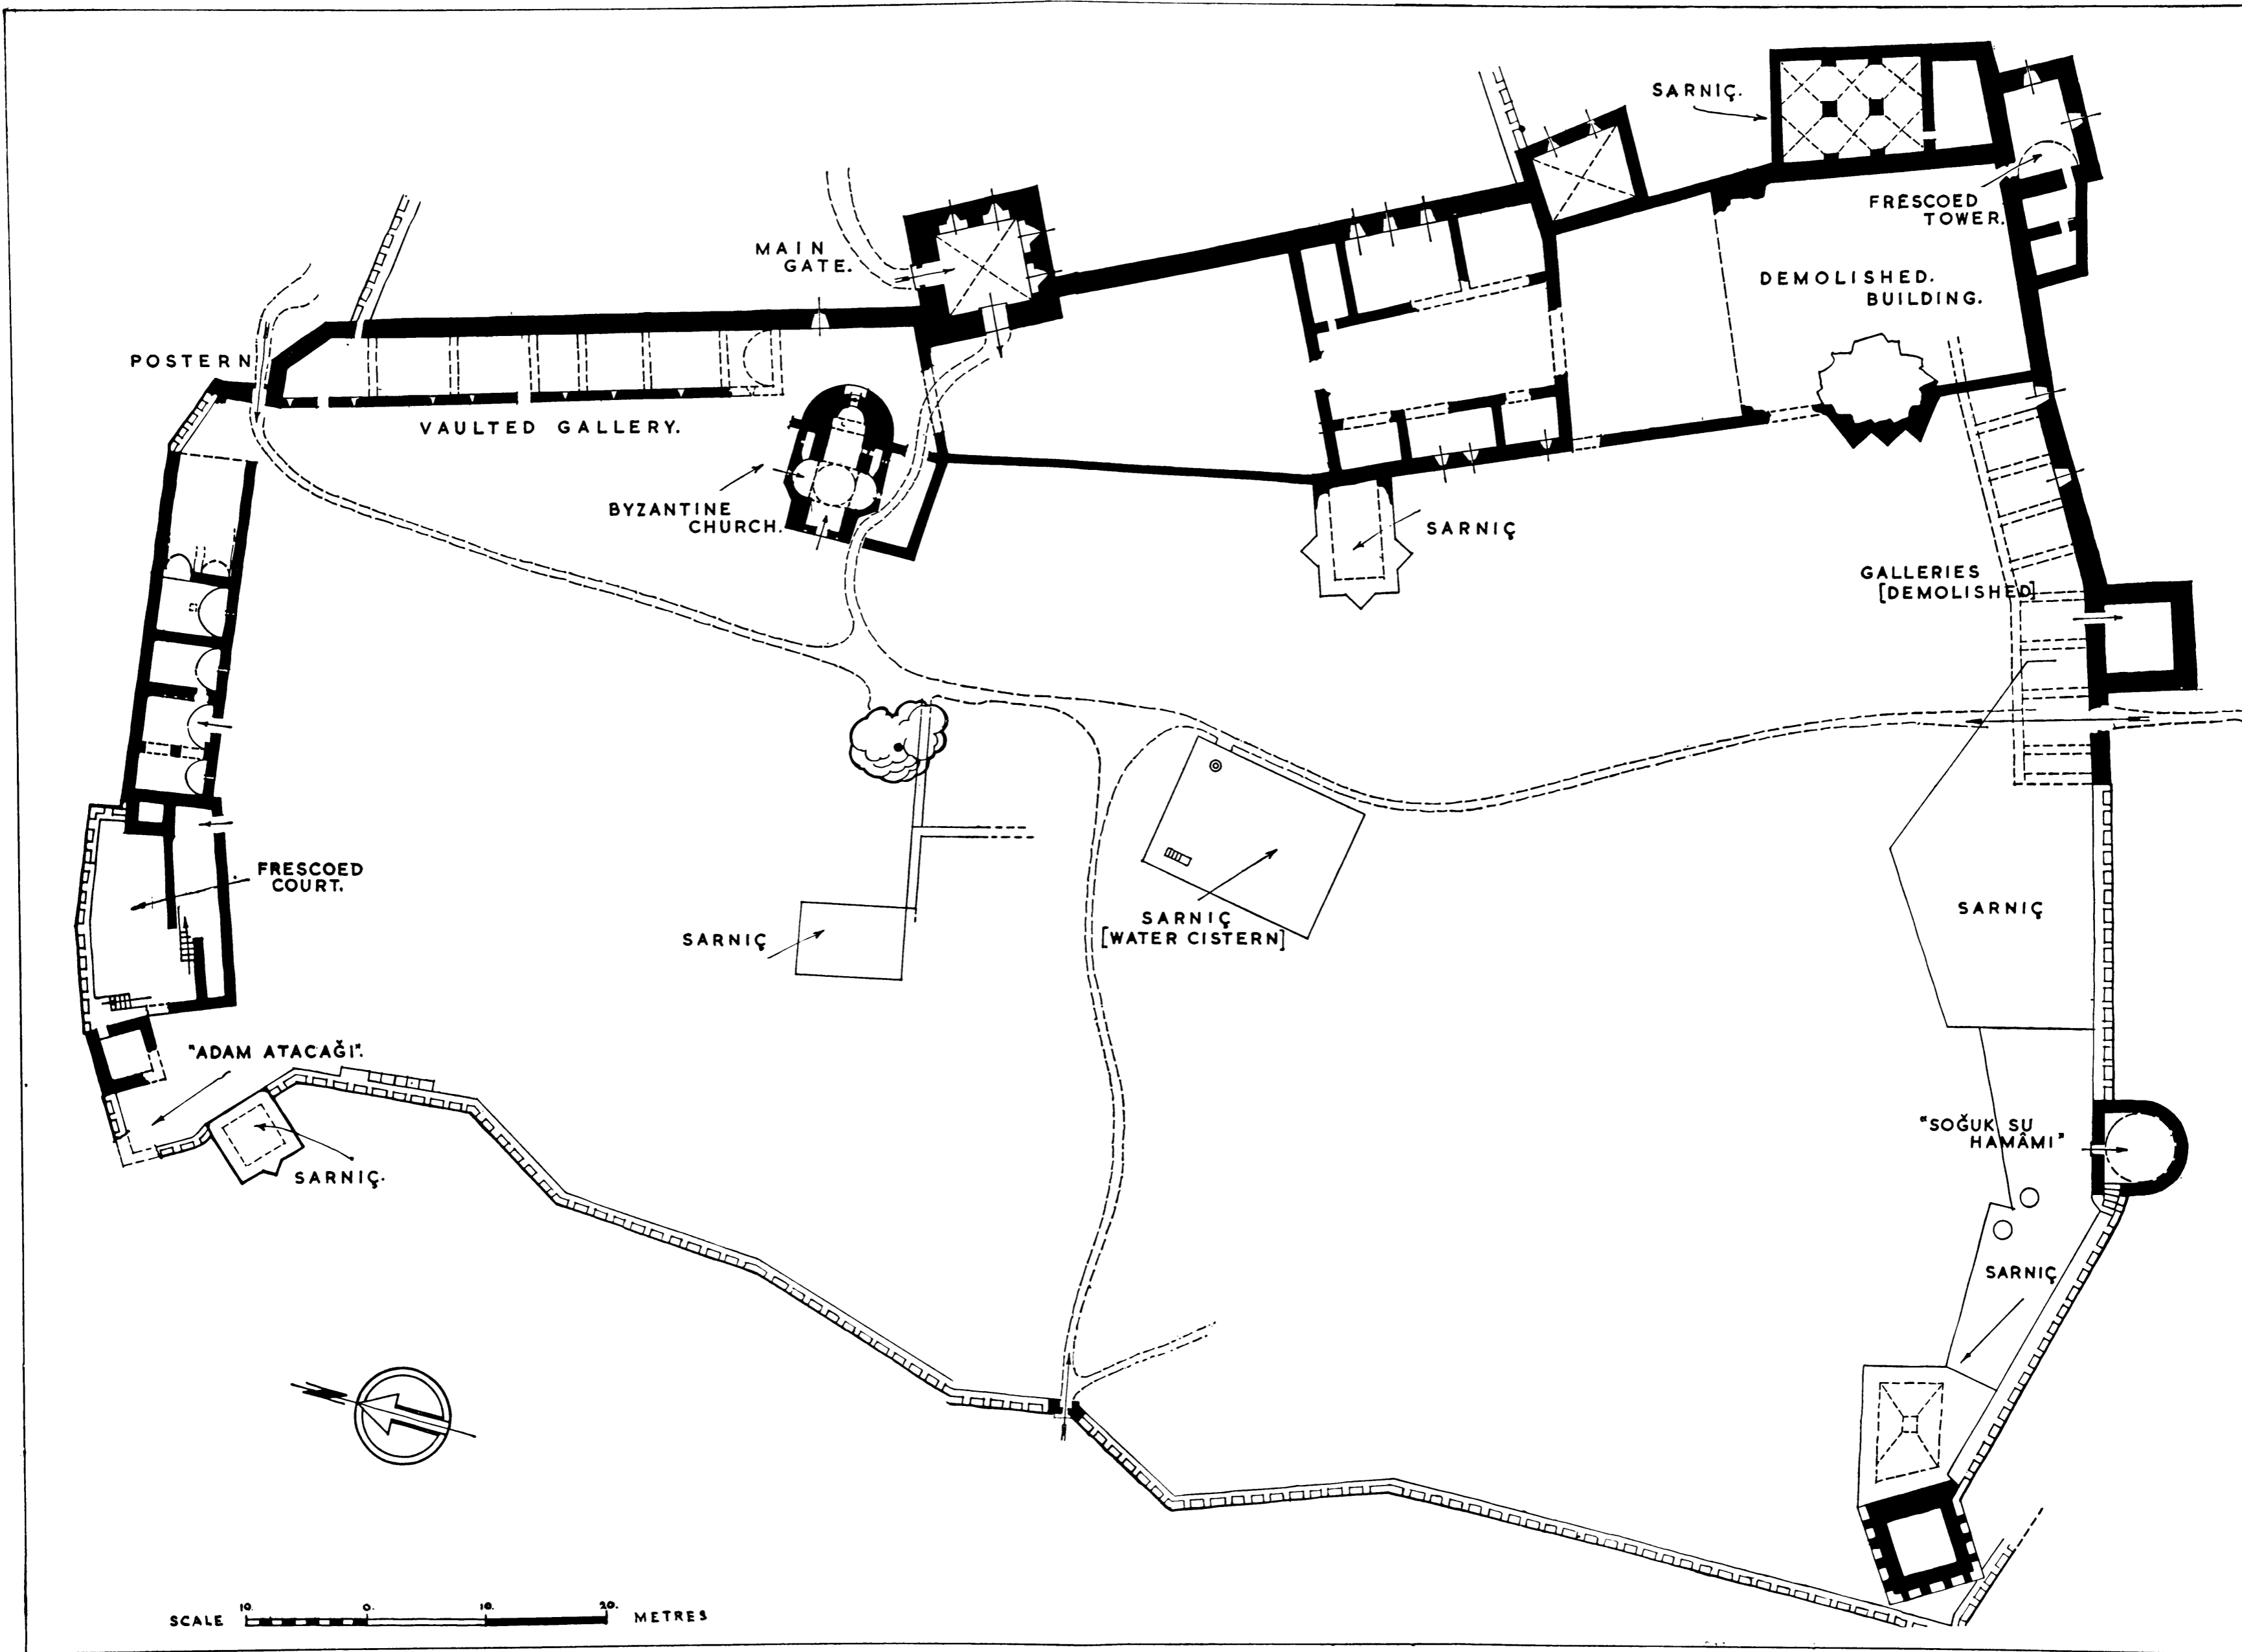 SARNIÇ.
FRESCOED
TOWER.
MAIN
GATE.
DEMOLISHED.
BUILDING.
POSTERN
VAULTED GALLERY.
BYZANTINE
CHURCH.
SARNIÇ
GALLERIES
[DEMOLISHED]
FRESCOED
COURT.
SARNIÇ
SARNIÇ
[WATER CISTERN]
SARNIÇ
"ADAM ATACAĞI".
SARNIÇ.
"SOĞUK SU
HAMÂMI"
SARNIÇ
N
SCALE 10. 0. 10. 20. METRES